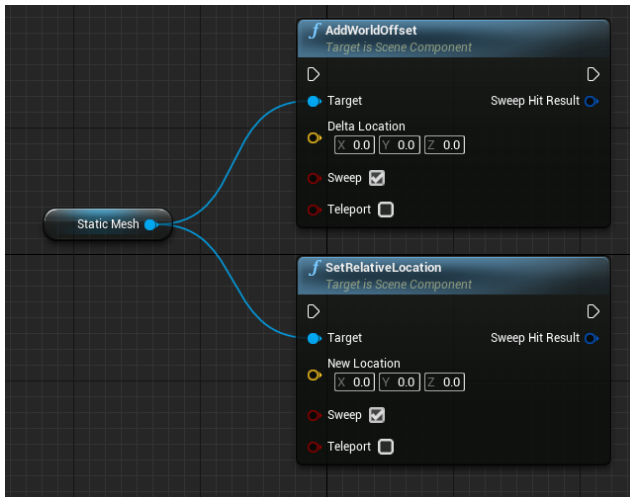 AddWorldOffset
Target is Scene Component
Target
Sweep Hit Result
Delta Location
X 0.0 Y 0.0 Z 0.0
Sweep
Teleport
Static Mesh
SetRelativeLocation
Target is Scene Component
Target
Sweep Hit Result
New Location
X 0.0 Y 0.0 Z 0.0
Sweep
Teleport